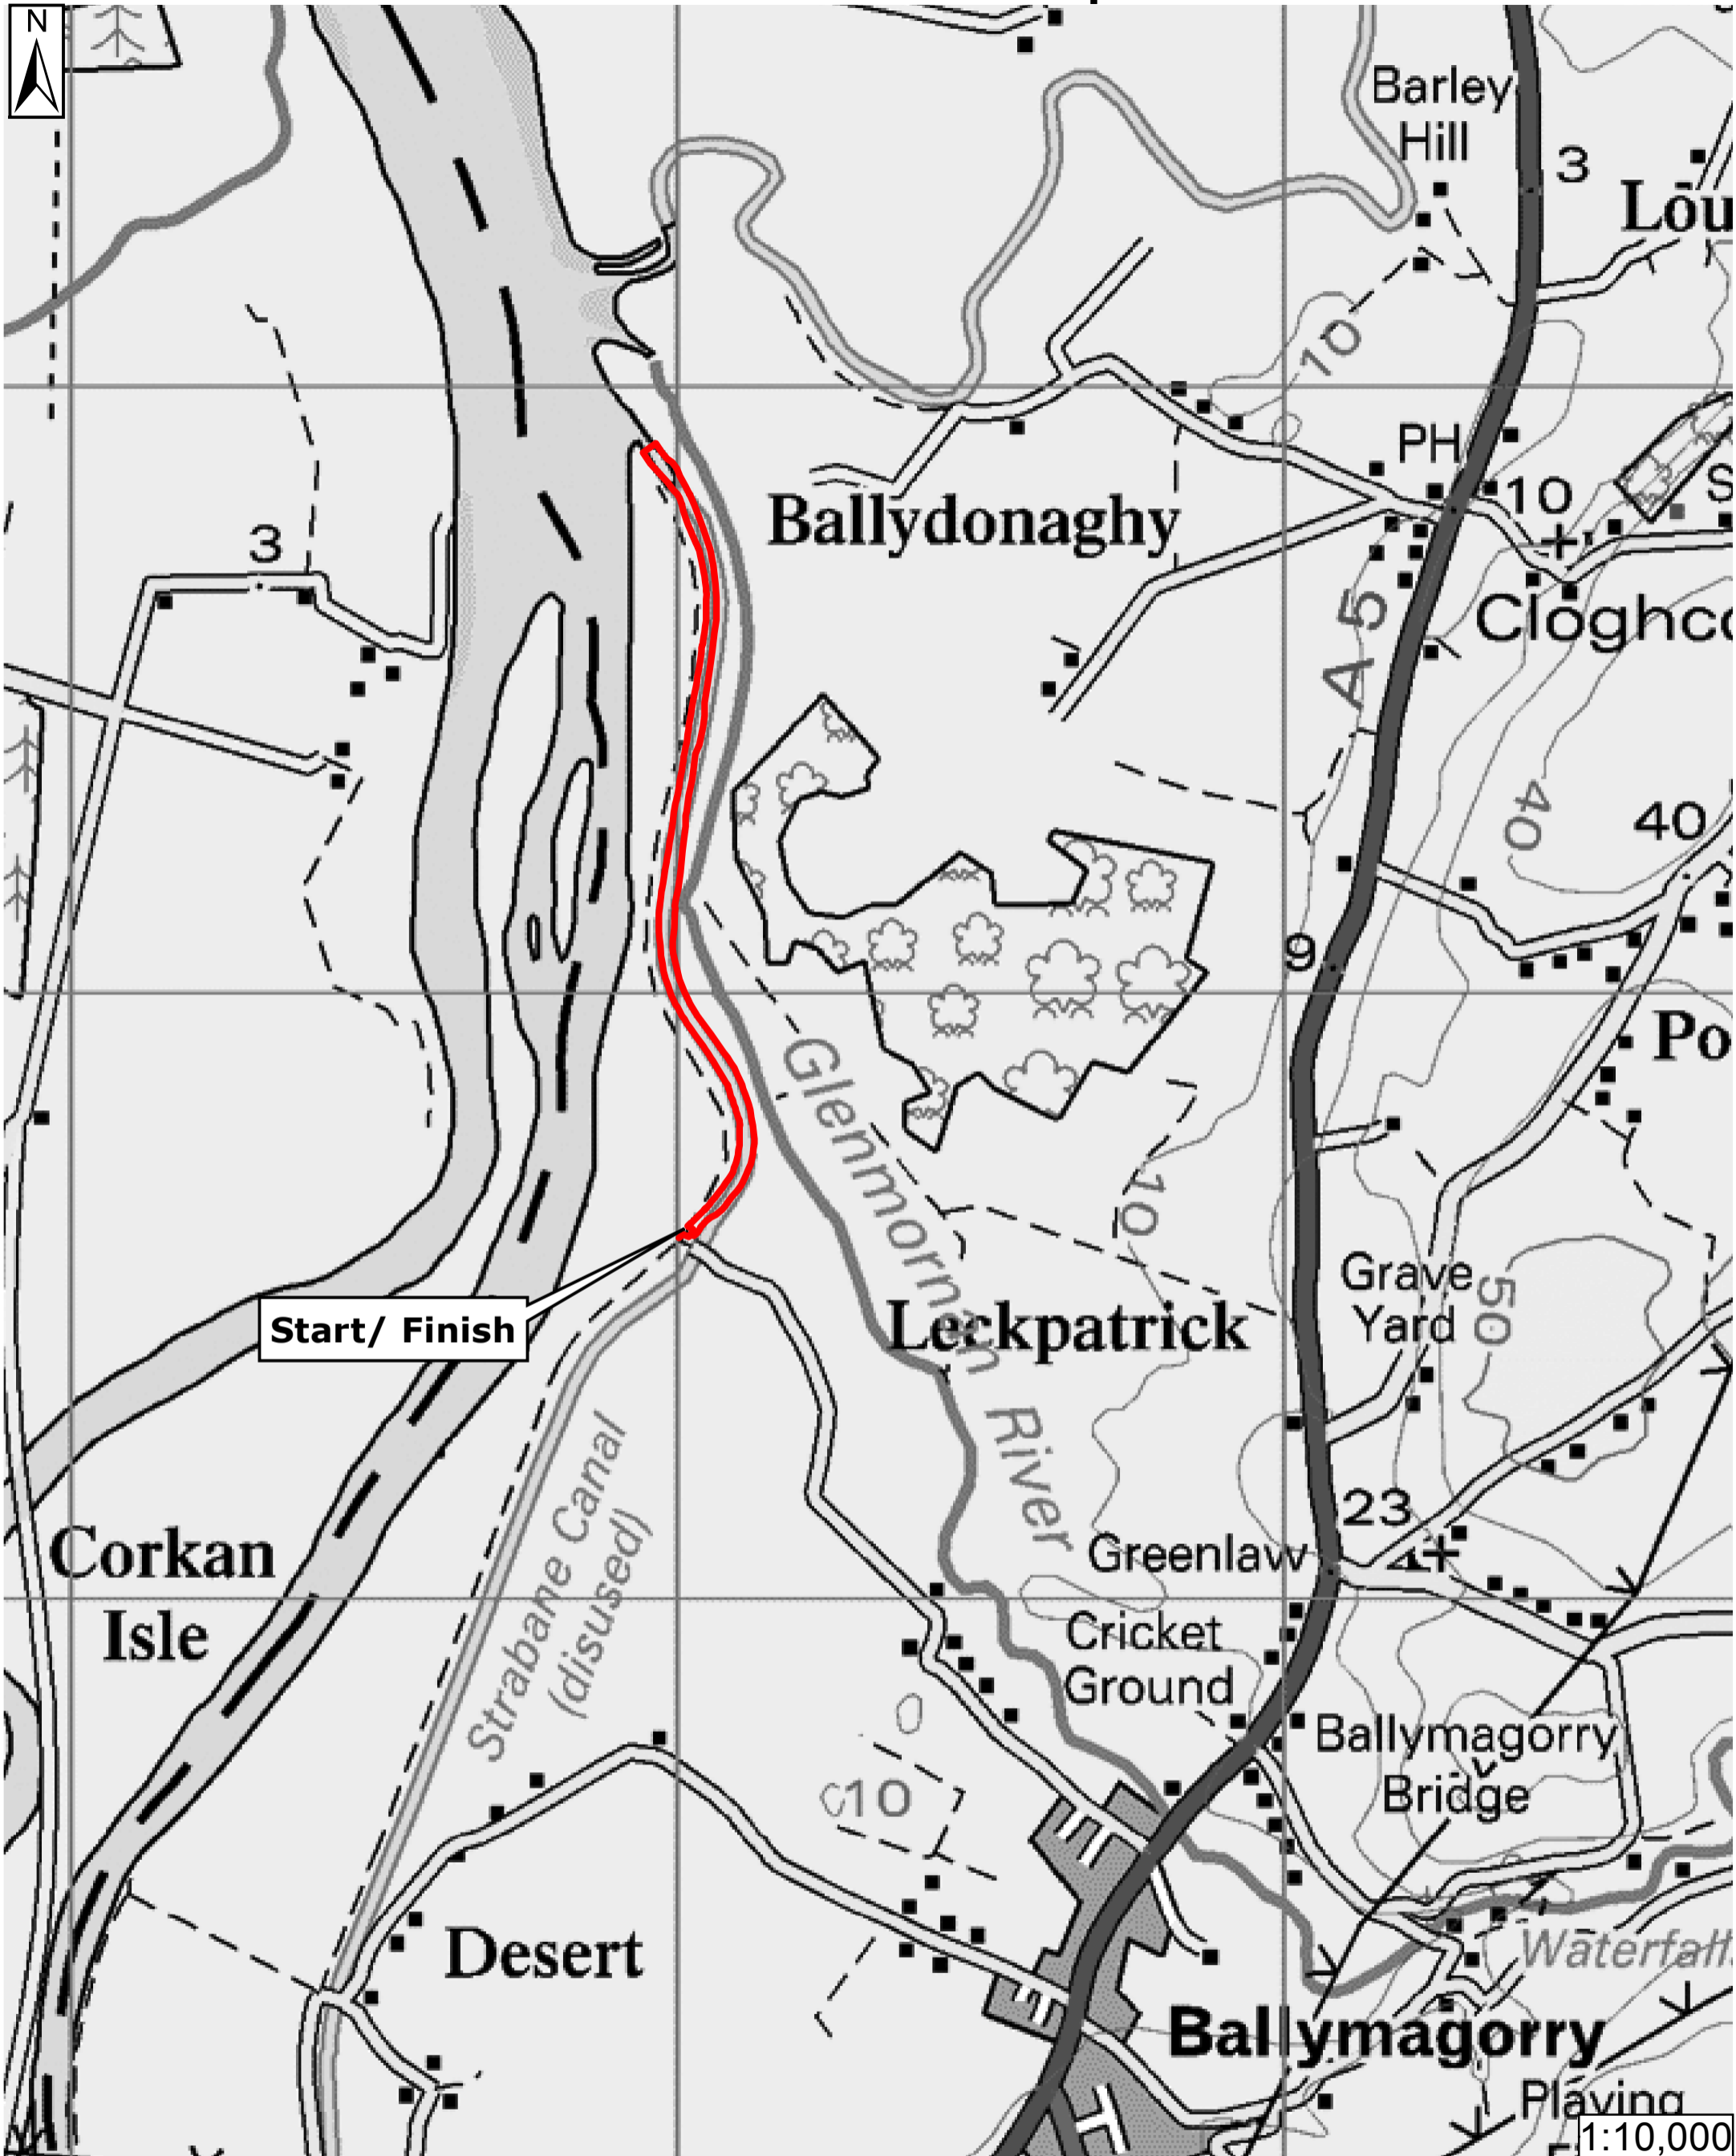 N
Barley
Hill
3
Lou
10
PH
10
Ballydonaghy
3
A 5
Cloghco
40
40
9
Po
Glenmornan River
10
Grave
Yard
50
Start/ Finish
Leckpatrick
Strabane Canal
(disused)
23
Corkan
Isle
Greenlaw
Cricket
Ground
Ballymagorry
Bridge
10
Desert
Waterfall
Ballymagorry
Playing
1:10,000